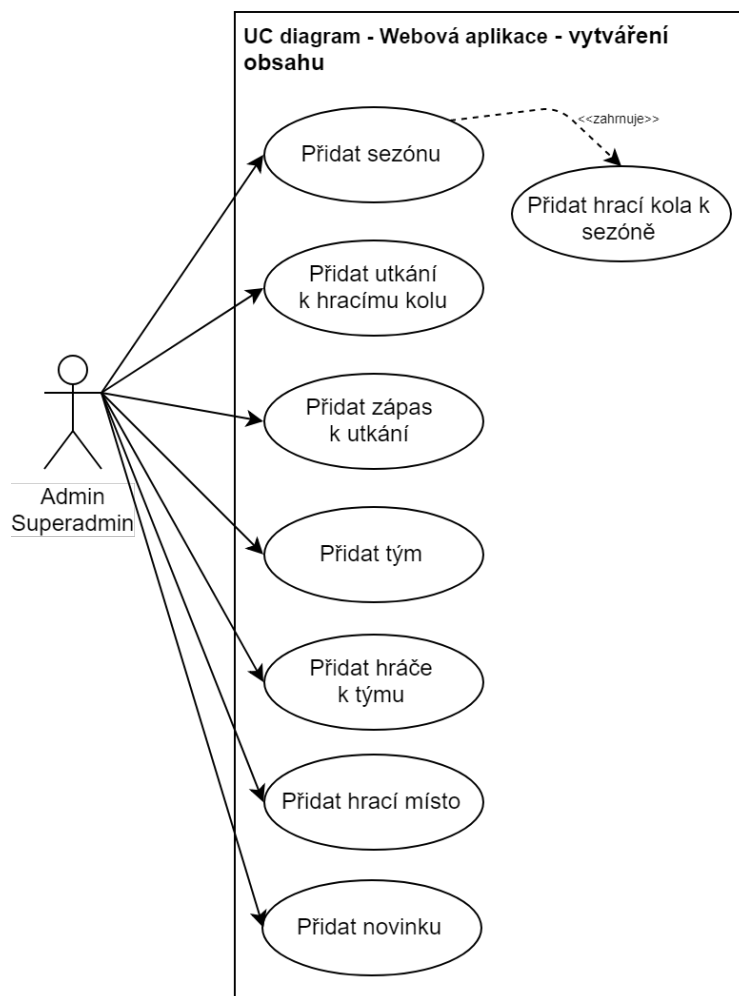 UC diagram - Webová aplikace - vytváření
obsahu
Přidat sezónu
<<zahrnuje>>
Přidat hrací kola k
sezóně
Přidat utkání
k hracímu kolu
Přidat zápas
k utkání
Admin
Superadmin
Přidat tým
Přidat hráče
k týmu
Přidat hrací místo
Přidat novinku